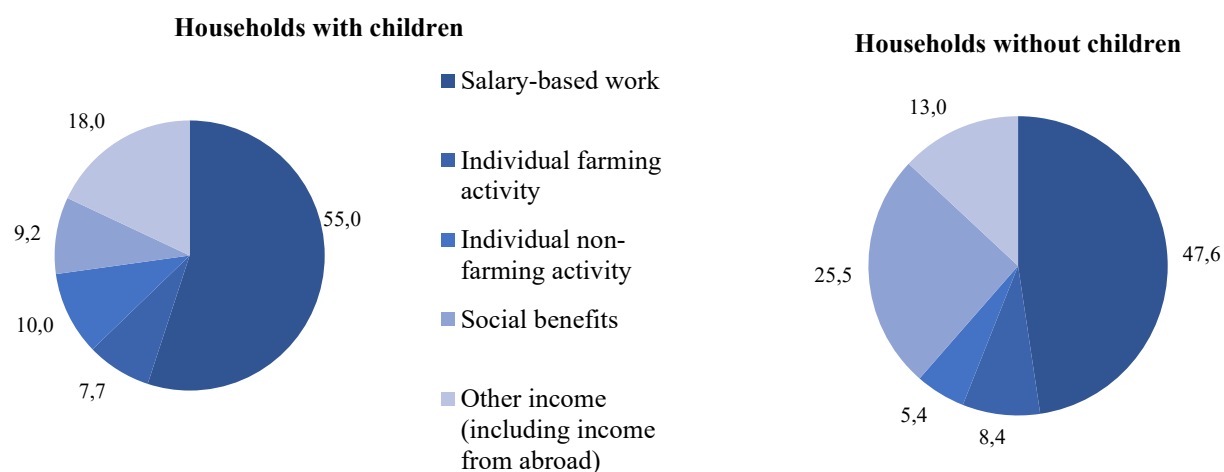 Households with children
18,0
55,0
9,2
10,0
7,7
Salary-based work
Individual farming
activity
Individual non-
farming activity
Social benefits
Other income
(including income
from abroad)
Households without children
13,0
47,6
25,5
5,4
8,4